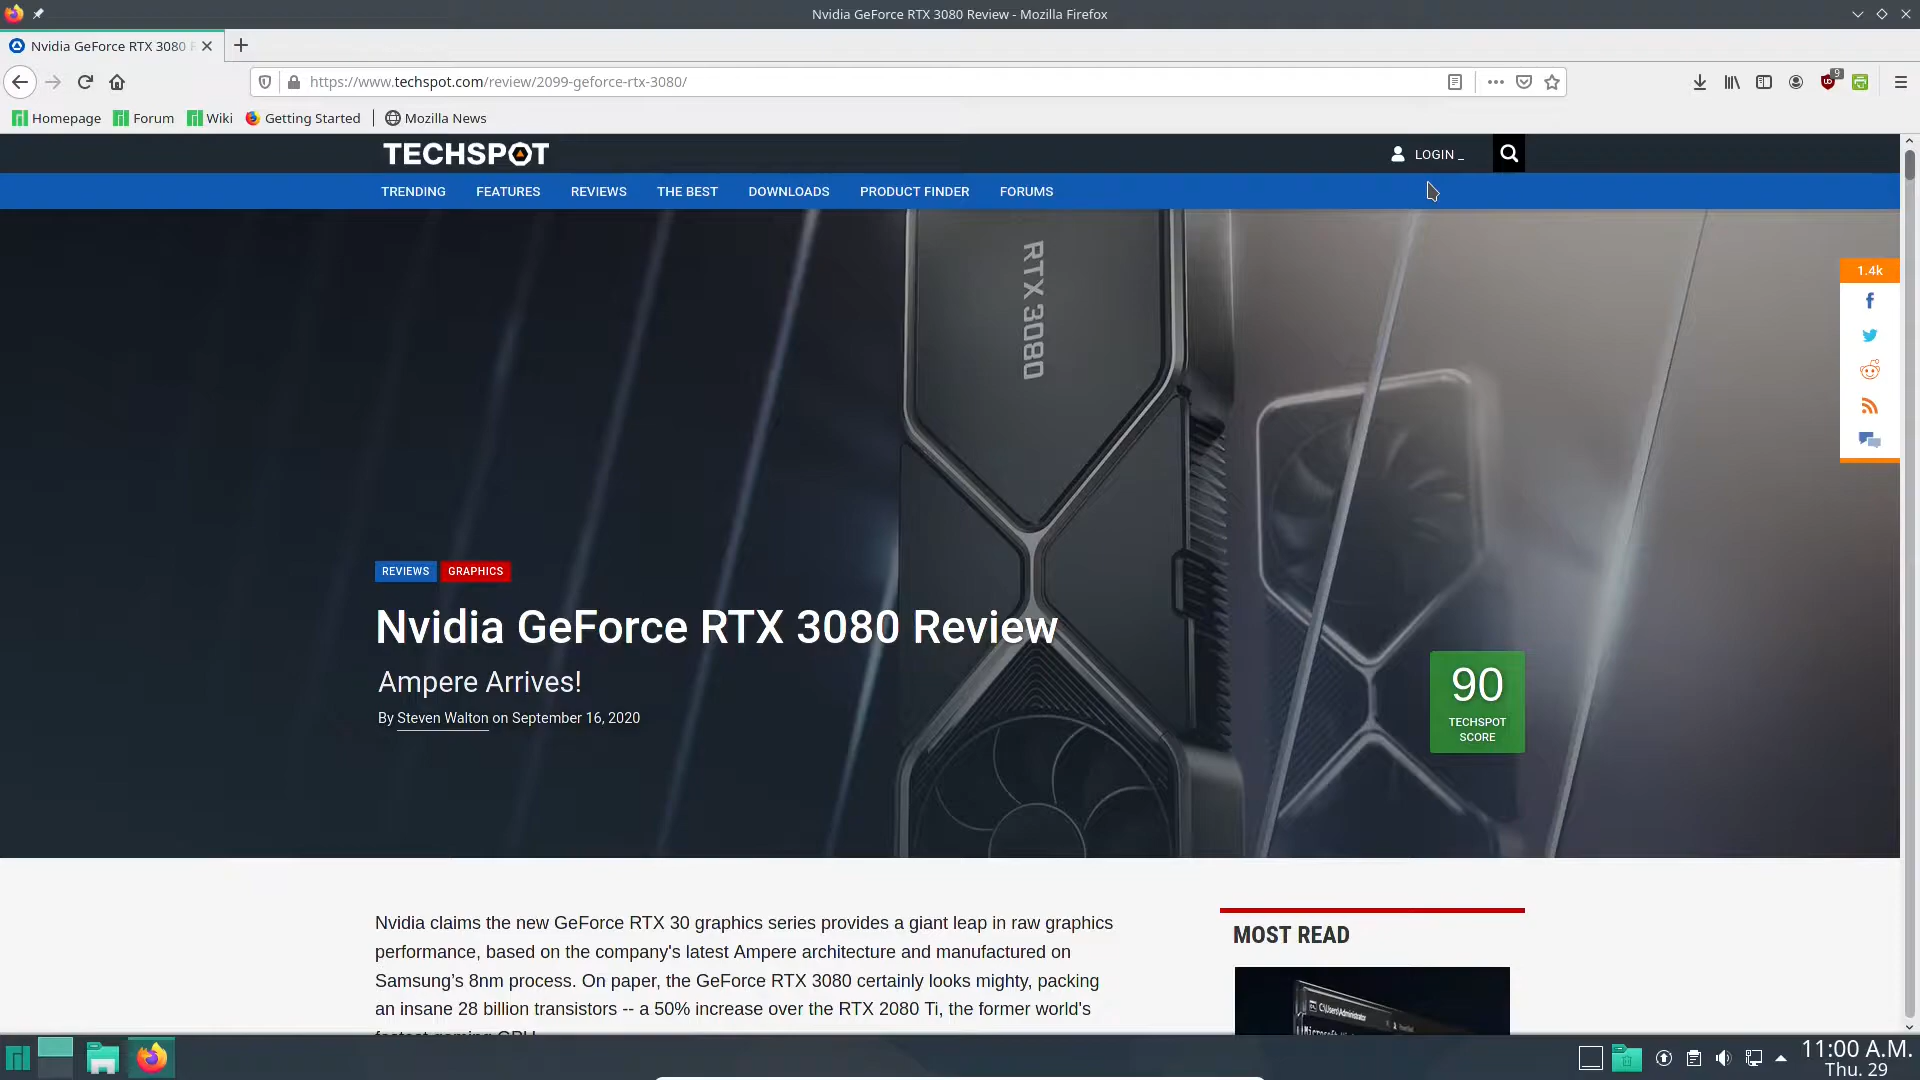 Nvidia GeForce RTX 3080 Review - Mozilla Firefox
Nvidia GeForce RTX 3080
https://www.techspot.com/review/2099-geforce-rtx-3080/
9
Homepage Forum Wiki Getting Started Mozilla News
TECHSPOT
LOGIN _
TRENDING FEATURES REVIEWS THE BEST DOWNLOADS PRODUCT FINDER FORUMS
RTX 3080
1.4k
REVIEWS GRAPHICS
Nvidia GeForce RTX 3080 Review
Ampere Arrives!
By Steven Walton on September 16, 2020
90
TECHSPOT
SCORE
Nvidia claims the new GeForce RTX 30 graphics series provides a giant leap in raw graphics
performance, based on the company's latest Ampere architecture and manufactured on
Samsung’s 8nm process. On paper, the GeForce RTX 3080 certainly looks mighty, packing
an insane 28 billion transistors -- a 50% increase over the RTX 2080 Ti, the former world's
fastest gaming GPU.
MOST READ
C:\Users\Administrator
11:00 A.M.
Thu. 29